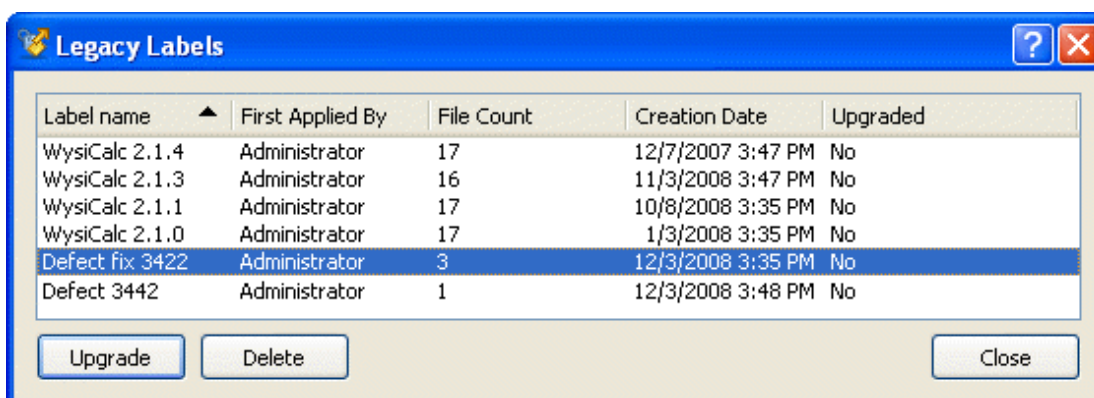 Legacy Labels
Label name First Applied By File Count Creation Date Upgraded
WysiCalc 2.1.4 Administrator 17 12/7/2007 3:47 PM No
WysiCalc 2.1.3 Administrator 16 11/3/2008 3:47 PM No
WysiCalc 2.1.1 Administrator 17 10/8/2008 3:35 PM No
WysiCalc 2.1.0 Administrator 17 1/3/2008 3:35 PM No
Defect fix 3422 Administrator 3 12/3/2008 3:35 PM No
Defect 3442 Administrator 1 12/3/2008 3:48 PM No
Upgrade Delete Close